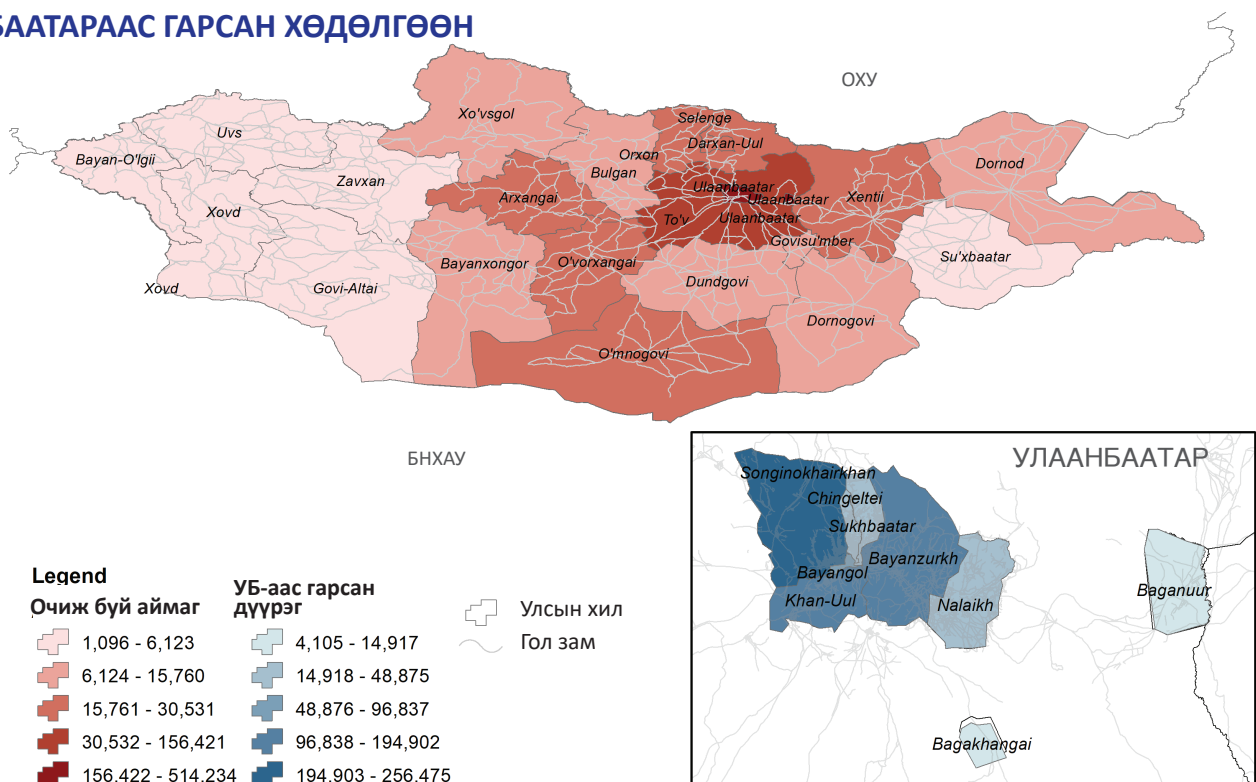 БААТАРААС ГАРСАН ХӨДӨЛГӨӨН
ОХУ
Xo'vsgol
Selenge
Uvs
Darxan-Uul
Bayan-O'lgii
Orxon
Dornod
Bulgan
Zavxan
Ulaanbaatar
Arxangai
Xentii
Ulaanbaatar
Xovd
To'v
Ulaanbaatar
Govisu'mber
Su'xbaatar
O'vorxangai
Bayanxongor
Dundgovi
Xovd
Govi-Altai
Dornogovi
O'mnogovi
БНХАУ
УЛААНБААТАР
Songinokhairkhan
Chingeltei
Sukhbaatar
Bayanzurkh
Bayangol
Khan-Uul
Nalaikh
Baganuur
Bagakhangai
Legend
Очиж буй аймаг
1,096 - 6,123
6,124 - 15,760
15,761 - 30,531
30,532 - 156,421
156,422 - 514,234
УБ-аас гарсан
дүүрэг
4,105 - 14,917
14,918 - 48,875
48,876 - 96,837
96,838 - 194,902
194,903 - 256,475
Улсын хил
Гол зам